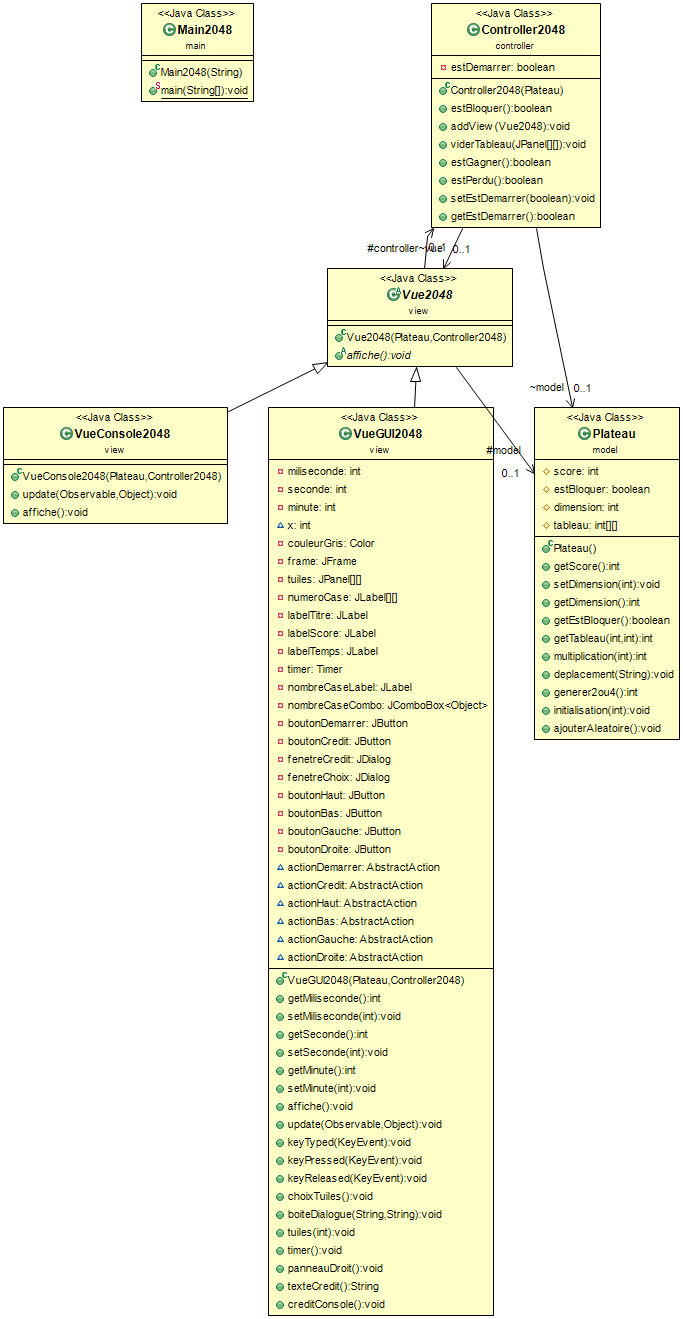 <<Java Class>>
Main2048
main
Main2048(String)
main(String[]):void
<<Java Class>>
Controller2048
controller
estDemarrer: boolean
Controller2048(Plateau)
estBloquer():boolean
addView(Vue2048):void
viderTableau(JPanel[][]):void
estGagner():boolean
estPerdu():boolean
setEstDemarrer(boolean):void
getEstDemarrer():boolean
#controller
~vue
0..1
0..1
<<Java Class>>
Vue2048
view
Vue2048(Plateau,Controller2048)
affiche():void
~model
0..1
#model
0..1
<<Java Class>>
VueConsole2048
view
VueConsole2048(Plateau,Controller2048)
update(Observable,Object):void
affiche():void
<<Java Class>>
VueGUI2048
view
miliseconde: int
seconde: int
minute: int
x: int
couleurGris: Color
frame: JFrame
tuiles: JPanel[][]
numeroCase: JLabel[][]
labelTitre: JLabel
labelScore: JLabel
labelTemps: JLabel
timer: Timer
nombreCaseLabel: JLabel
nombreCaseCombo: JComboBox<Object>
boutonDemarrer: JButton
boutonCredit: JButton
fenetreCredit: JDialog
fenetreChoix: JDialog
boutonHaut: JButton
boutonBas: JButton
boutonGauche: JButton
boutonDroite: JButton
actionDemarrer: AbstractAction
actionCredit: AbstractAction
actionHaut: AbstractAction
actionBas: AbstractAction
actionGauche: AbstractAction
actionDroite: AbstractAction
VueGUI2048(Plateau,Controller2048)
getMiliseconde():int
setMiliseconde(int):void
getSeconde():int
setSeconde(int):void
getMinute():int
setMinute(int):void
affiche():void
update(Observable,Object):void
keyTyped(KeyEvent):void
keyPressed(KeyEvent):void
keyReleased(KeyEvent):void
choixTuiles():void
boiteDialogue(String,String):void
tuiles(int):void
timer():void
panneauDroit():void
texteCredit():String
creditConsole():void
<<Java Class>>
Plateau
model
score: int
estBloquer: boolean
dimension: int
tableau: int[][]
Plateau()
getScore():int
setDimension(int):void
getDimension():int
getEstBloquer():boolean
getTableau(int,int):int
multiplication(int):int
deplacement(String):void
generer2ou4():int
initialisation(int):void
ajouterAleatoire():void